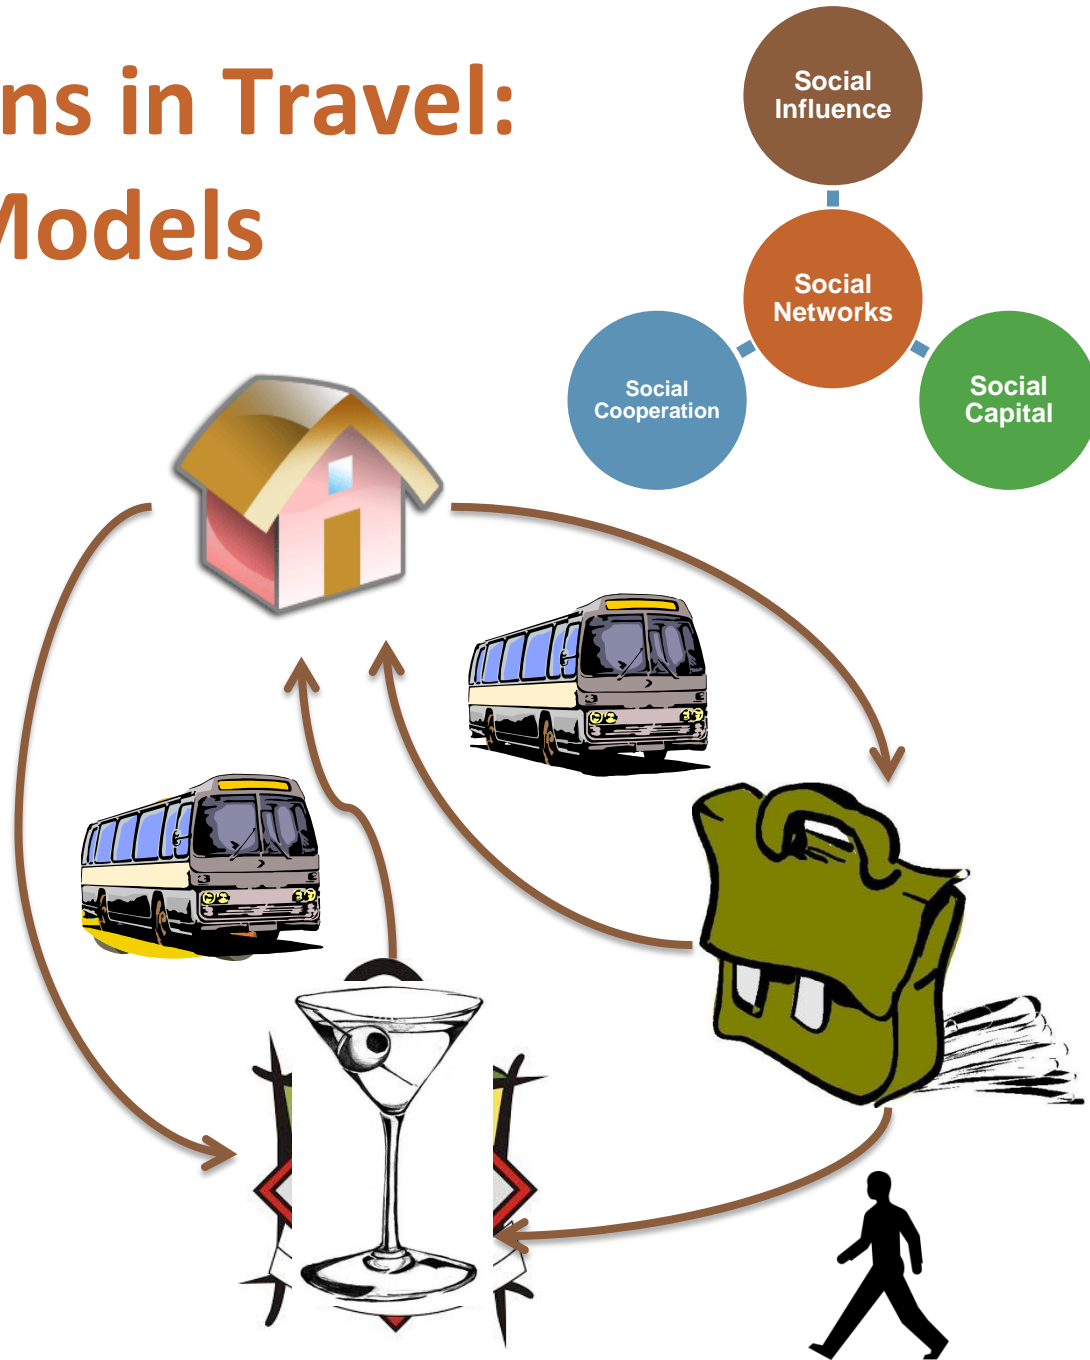 ns in Travel:
Models
Social
Influence
Social
Networks
Social
Cooperation
Social
Capital